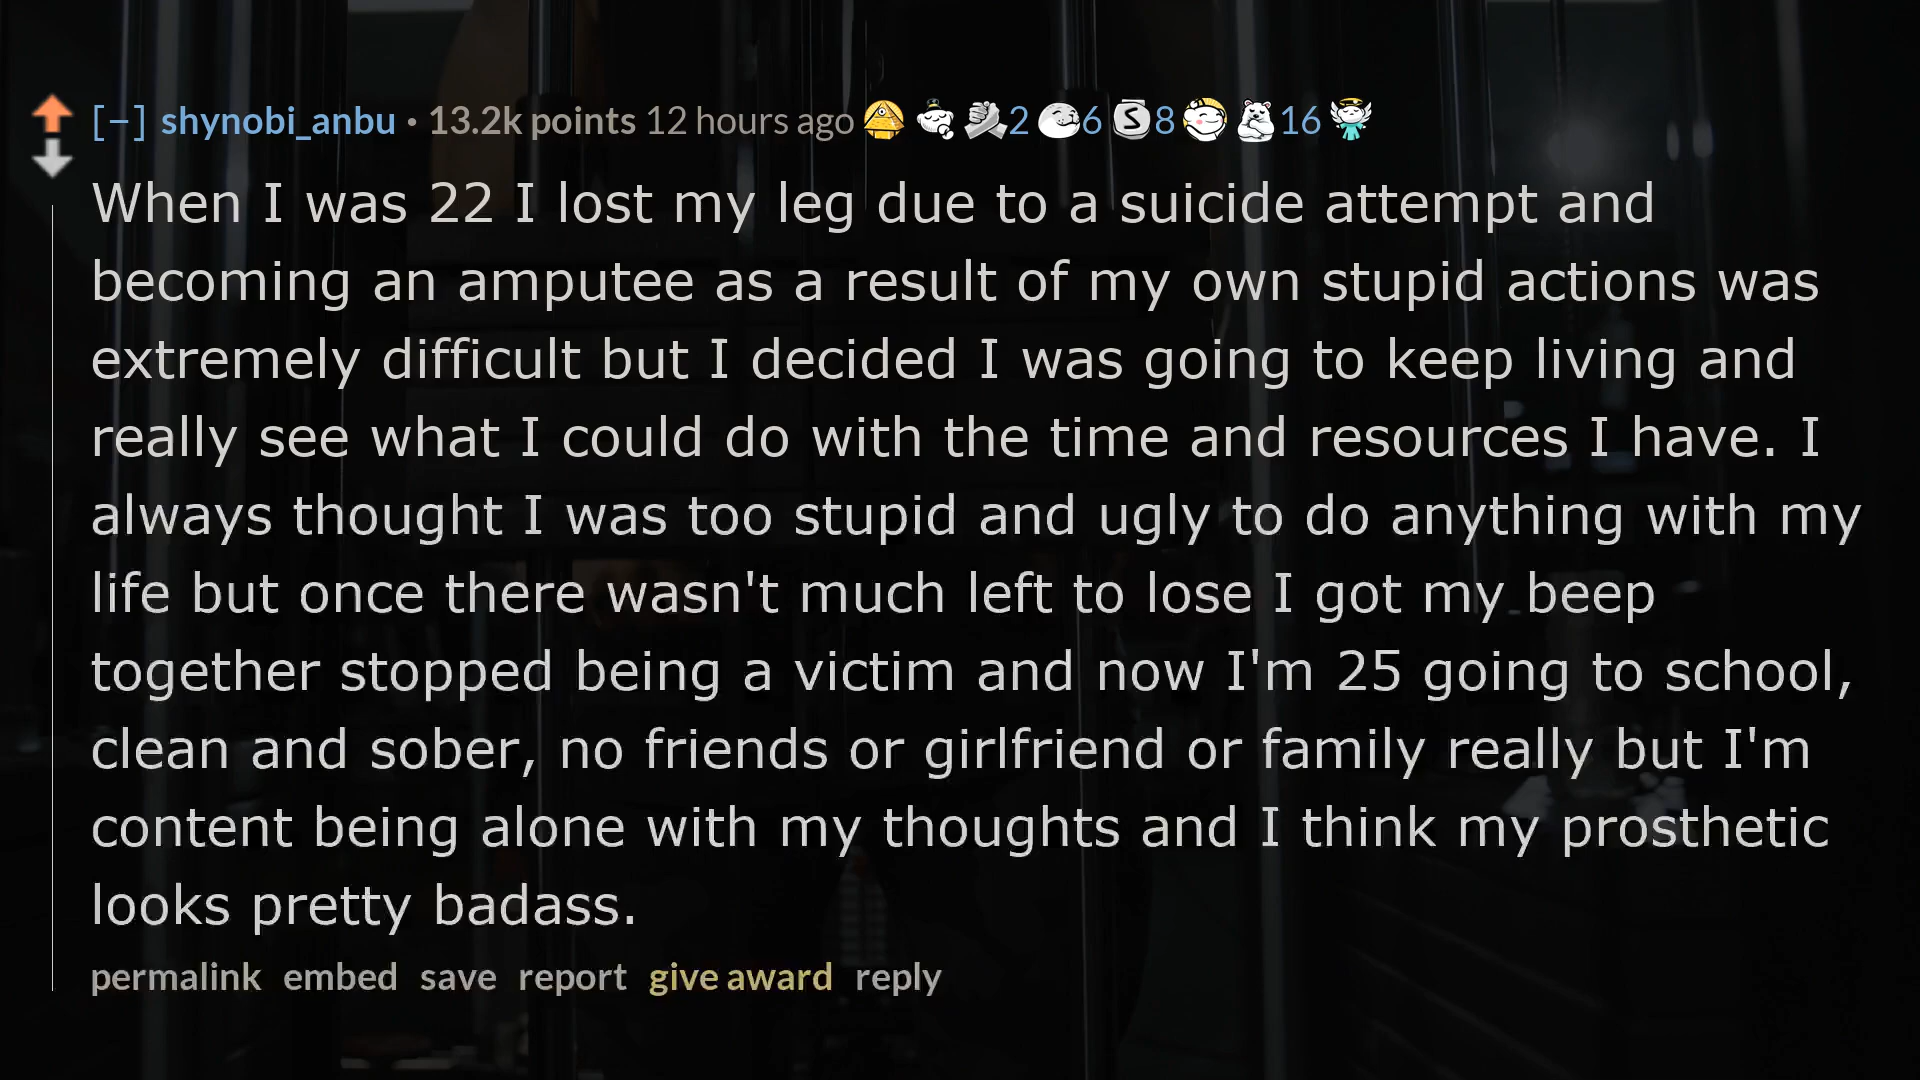 [−] shynobi_anbu • 13.2k points 12 hours ago 2 6 S 8 16
When I was 22 I lost my leg due to a suicide attempt and
becoming an amputee as a result of my own stupid actions was
extremely difficult but I decided I was going to keep living and
really see what I could do with the time and resources I have. I
always thought I was too stupid and ugly to do anything with my
life but once there wasn't much left to lose I got my beep
together stopped being a victim and now I'm 25 going to school,
clean and sober, no friends or girlfriend or family really but I'm
content being alone with my thoughts and I think my prosthetic
looks pretty badass.
permalink embed save report give award reply